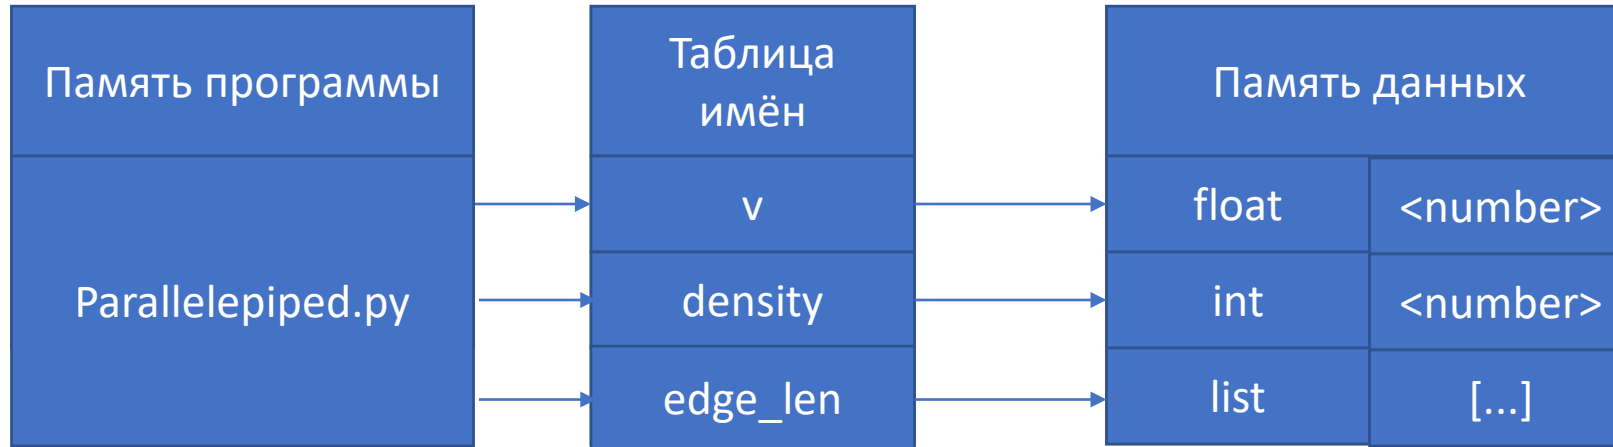 Память программы
Таблица
имён
Память данных
Parallelepiped.py
v
float
<number>
density
int
<number>
edge_len
list
[...]